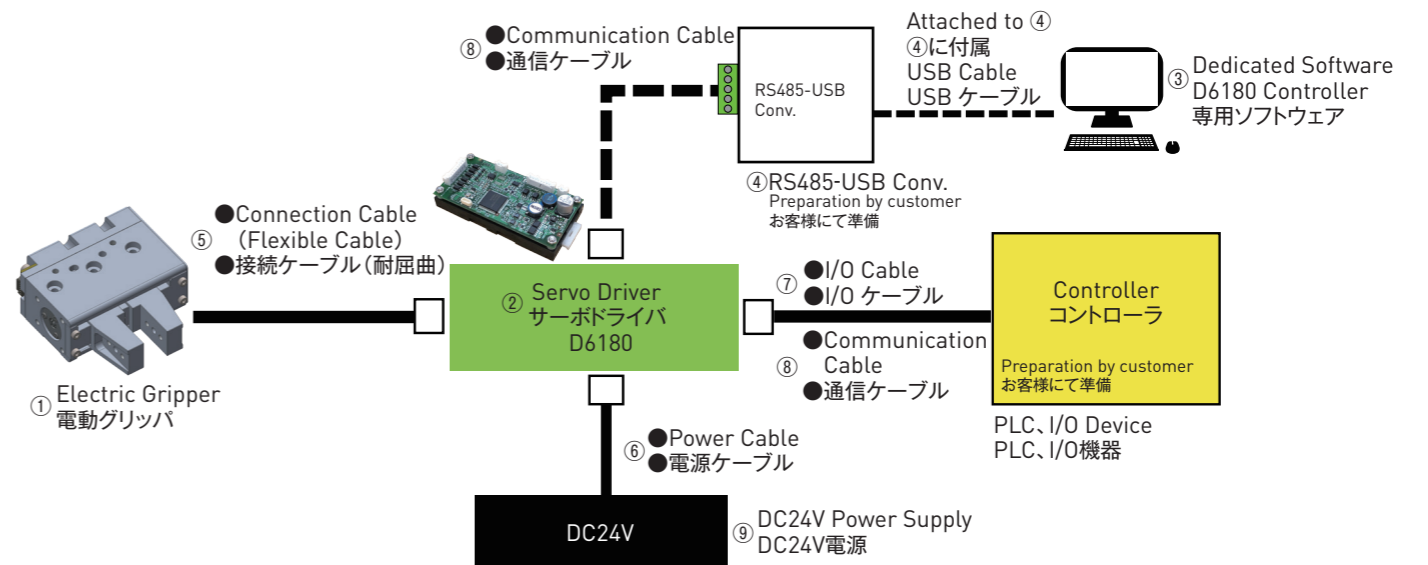 ⑧ ●Communication Cable
●通信ケーブル
RS485-USB
Conv.
Attached to ④
④に付属
USB Cable
USB ケーブル
③ Dedicated Software
D6180 Controller
専用ソフトウェア
④RS485-USB Conv.
Preparation by customer
お客様にて準備
⑤ ●Connection Cable
(Flexible Cable)
●接続ケーブル(耐屈曲)
① Electric Gripper
電動グリッパ
② Servo Driver
サーボドライバ
D6180
⑦ ●I/O Cable
●I/O ケーブル
⑧ ●Communication
Cable
●通信ケーブル
Controller
コントローラ
Preparation by customer
お客様にて準備
PLC、I/O Device
PLC、I/O機器
⑥ ●Power Cable
●電源ケーブル
DC24V
⑨ DC24V Power Supply
DC24V電源